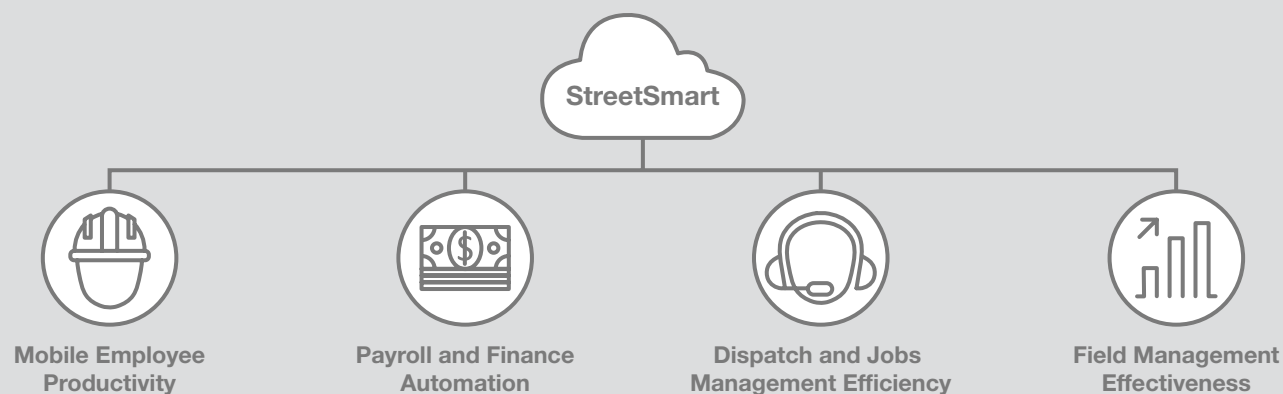 StreetSmart
Mobile Employee
Productivity
Payroll and Finance
Automation
Dispatch and Jobs
Management Efficiency
Field Management
Effectiveness
$